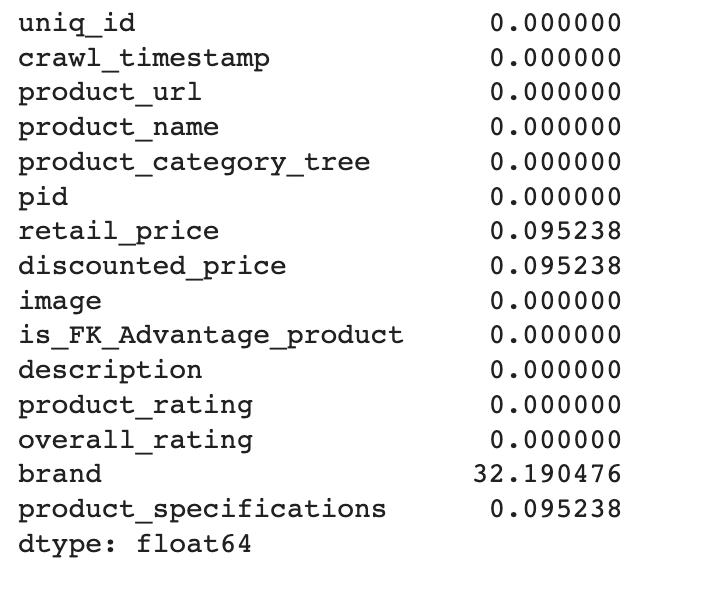 uniq_id 0.000000
crawl_timestamp 0.000000
product_url 0.000000
product_name 0.000000
product_category_tree 0.000000
pid 0.000000
retail_price 0.095238
discounted_price 0.095238
image 0.000000
is_FK_Advantage_product 0.000000
description 0.000000
product_rating 0.000000
overall_rating 0.000000
brand 32.190476
product_specifications 0.095238
dtype: float64